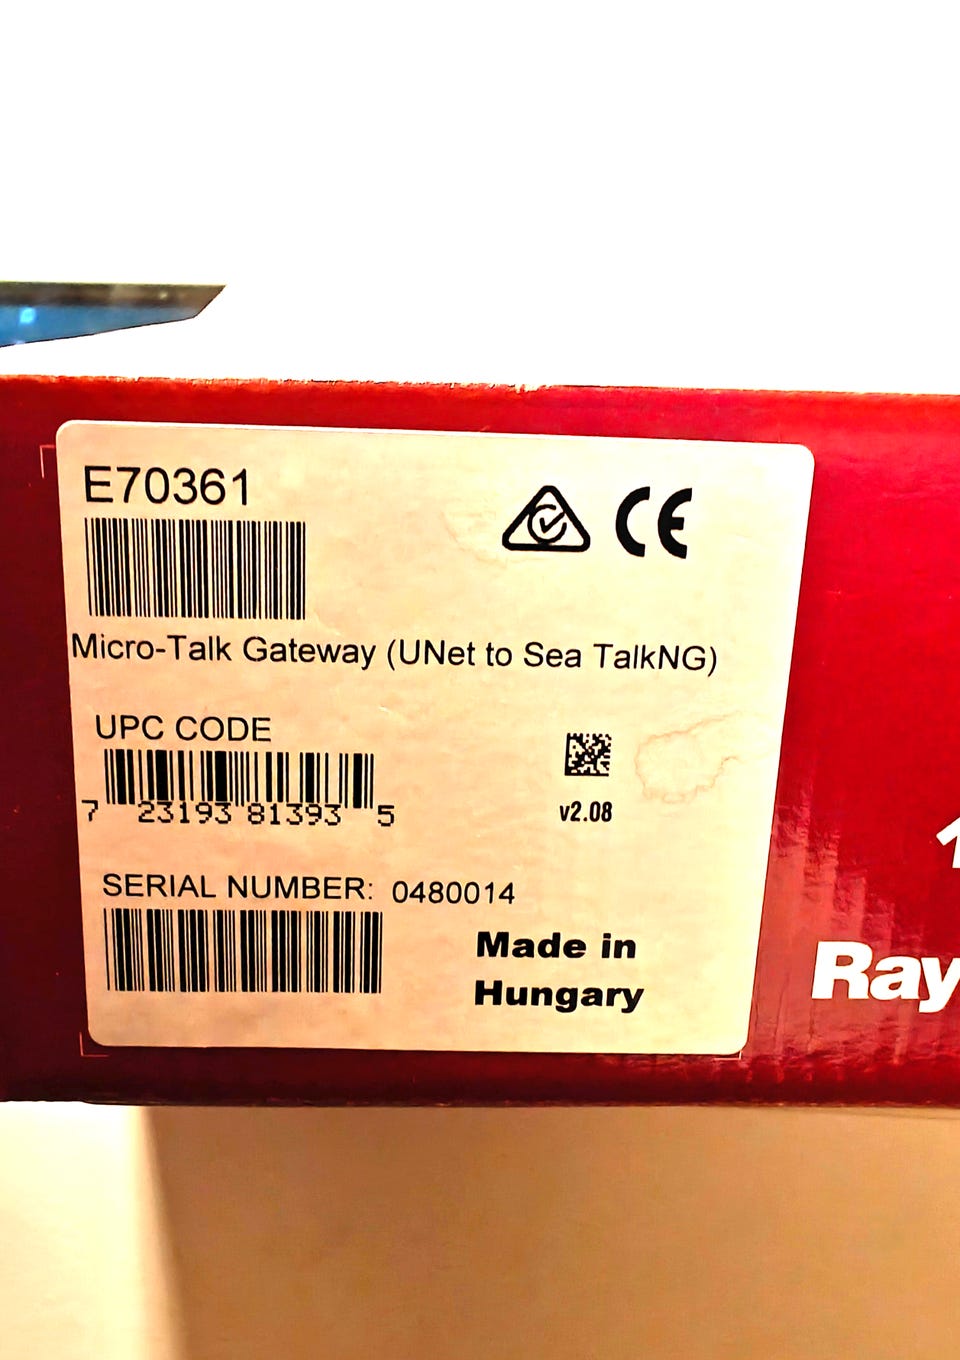 E70361
CE
Micro-Talk Gateway (UNet to Sea TalkNG)
UPC CODE
7 23193 81393 5
v2.08
SERIAL NUMBER: 0480014
Made in
Hungary
Ray